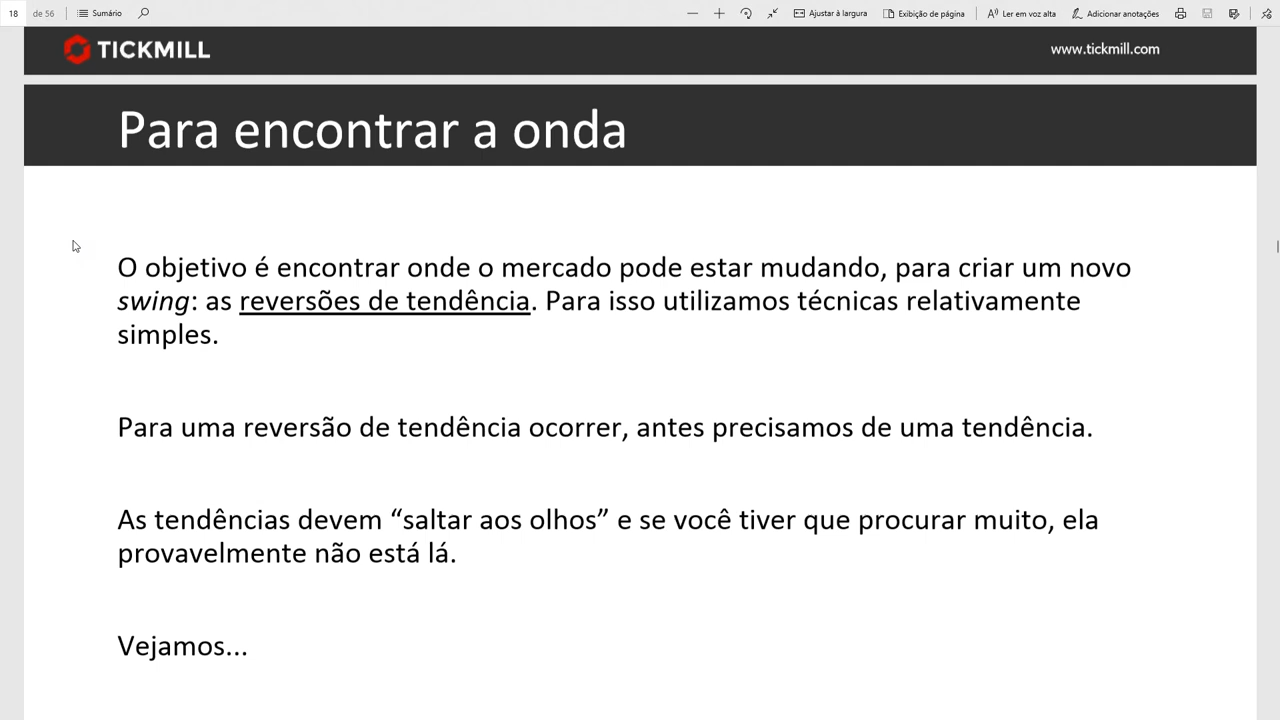 18 de 56 Sumário Ajustar à largura Exibição de página Ler em voz alta Adicionar anotações
TICKMILL www.tickmill.com
Para encontrar a onda
O objetivo é encontrar onde o mercado pode estar mudando, para criar um novo
swing: as reversões de tendência. Para isso utilizamos técnicas relativamente
simples.
Para uma reversão de tendência ocorrer, antes precisamos de uma tendência.
As tendências devem “saltar aos olhos” e se você tiver que procurar muito, ela
provavelmente não está lá.
Vejamos...